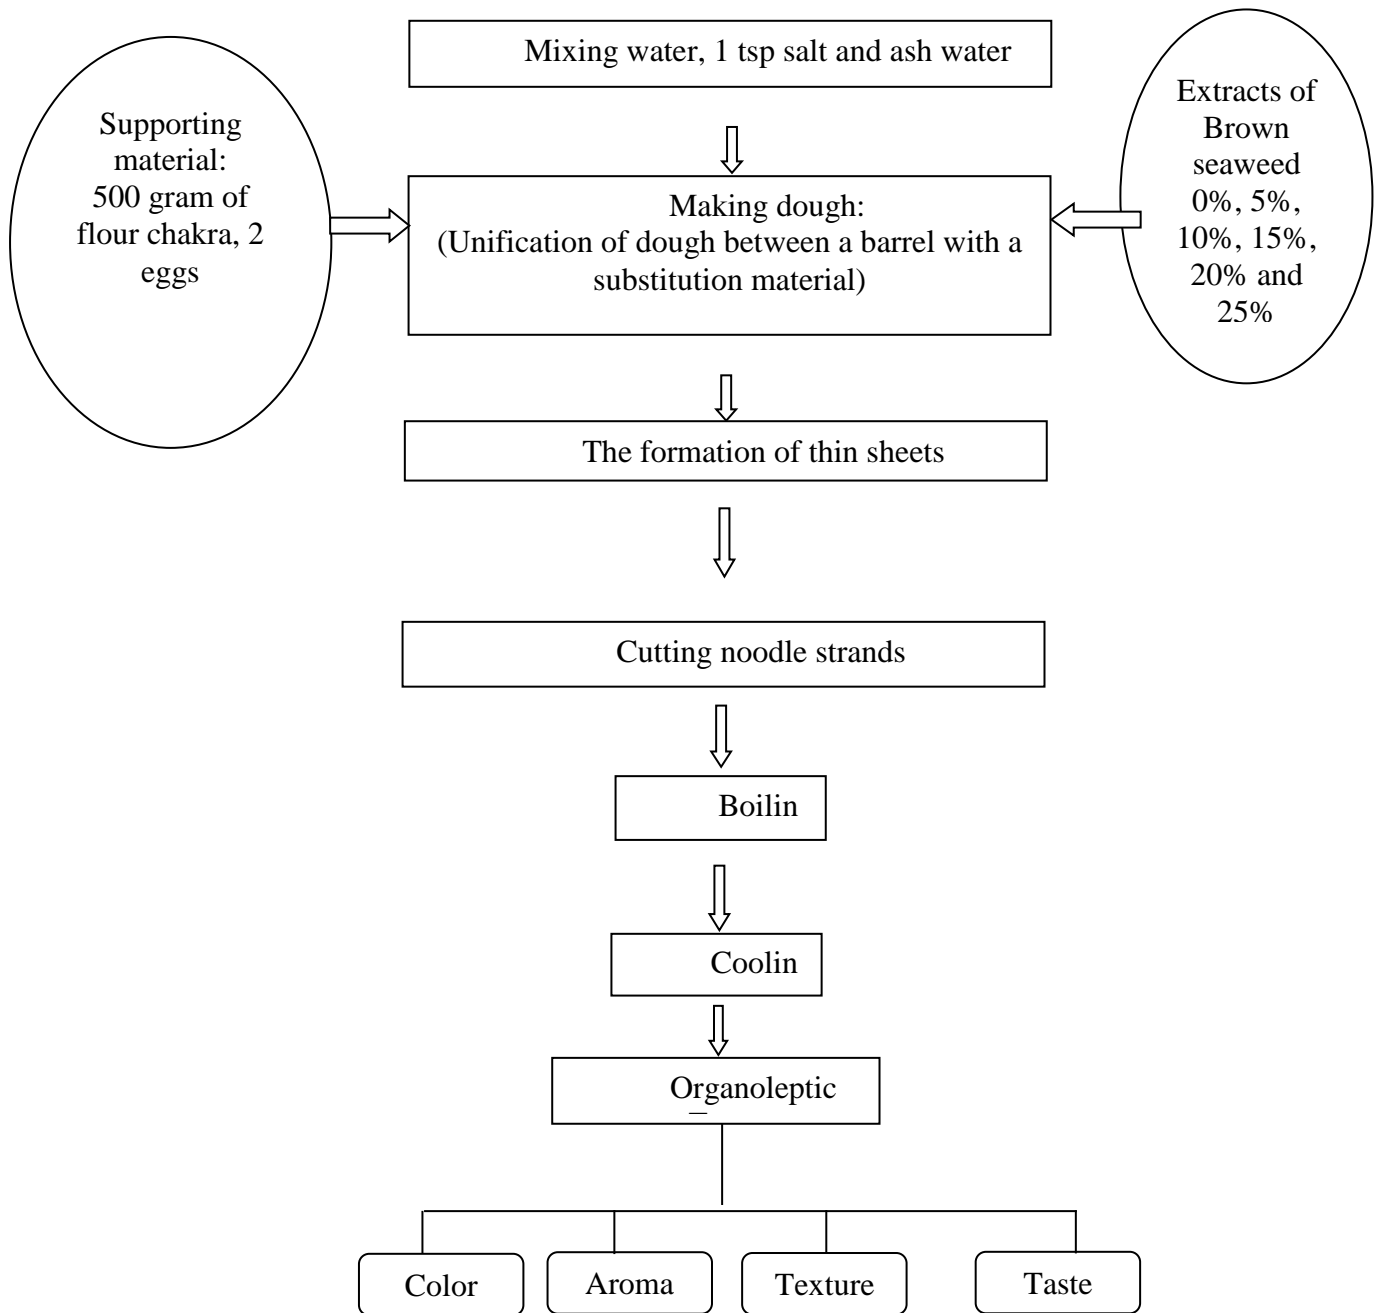 Mixing water, 1 tsp salt and ash water
Supporting
material:
500 gram of
flour chakra, 2
eggs
Extracts of
Brown
seaweed
0%, 5%,
10%, 15%,
20% and
25%
Making dough:
(Unification of dough between a barrel with a
substitution material)
The formation of thin sheets
Cutting noodle strands
Boilin
Coolin
Organoleptic
Color
Aroma
Texture
Taste